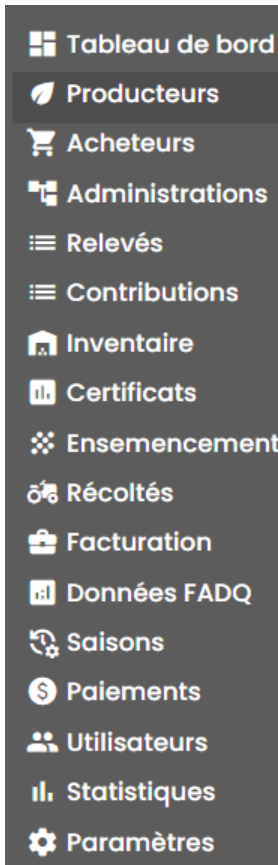 Tableau de bord
Producteurs
Acheteurs
Administrations
Relevés
Contributions
Inventaire
Certificats
Ensemencement
Récoltés
Facturation
Données FADQ
Saisons
Paiements
Utilisateurs
Statistiques
Paramètres